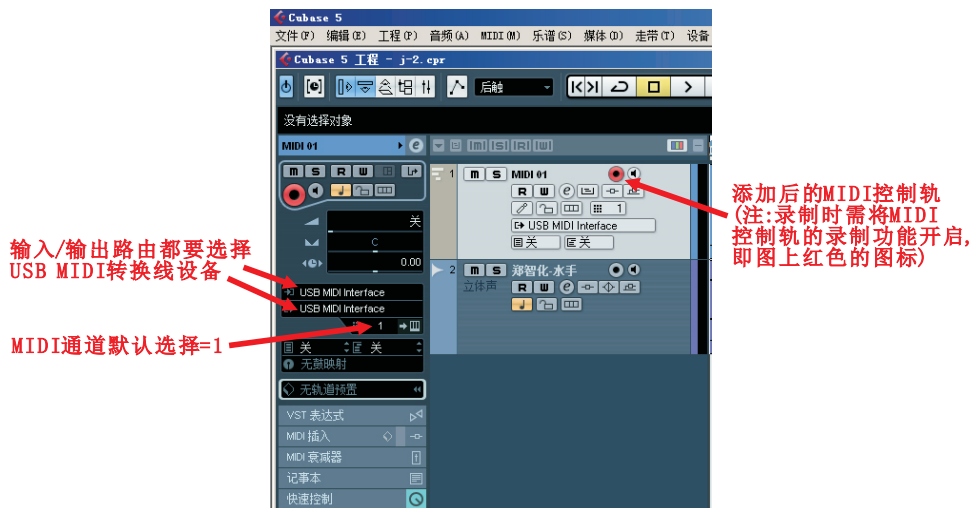 Cubase 5
文件(F) 编辑(E) 工程(P) 音频(A) MIDI(M) 乐谱(S) 媒体(D) 走带(T) 设备
Cubase 5 工程 - j-2.cpr
后触
没有选择对象
MIDI 01
m S R W
关
C
0.00
USB MIDI Interface
USB MIDI Interface
1
关 关
无鼓映射
无轨道预置
VST 表达式
MIDI 插入
MIDI 衰减器
记事本
快速控制
1 m S MIDI 01
R W e
1
USB MIDI Interface
关 关
2 m S 郑智化-水手
立体声 R W e
输入/输出路由都要选择
USB MIDI转换线设备
MIDI通道默认选择=1
添加后的MIDI控制轨
(注:录制时需将MIDI
控制轨的录制功能开启,
即图上红色的图标)